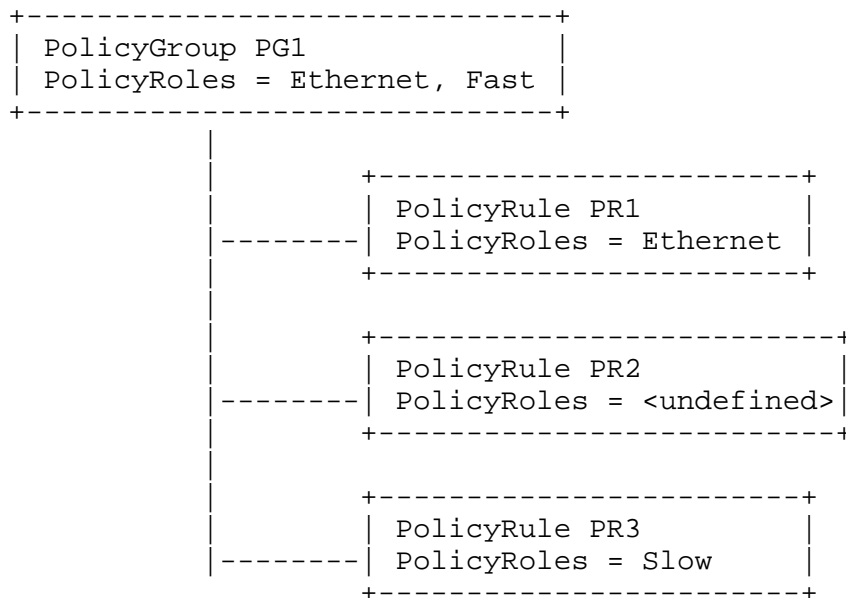 PolicyGroup PG1
PolicyRoles = Ethernet, Fast
PolicyRule PR1
PolicyRoles = Ethernet
PolicyRule PR2
PolicyRoles = <undefined>
PolicyRule PR3
PolicyRoles = Slow